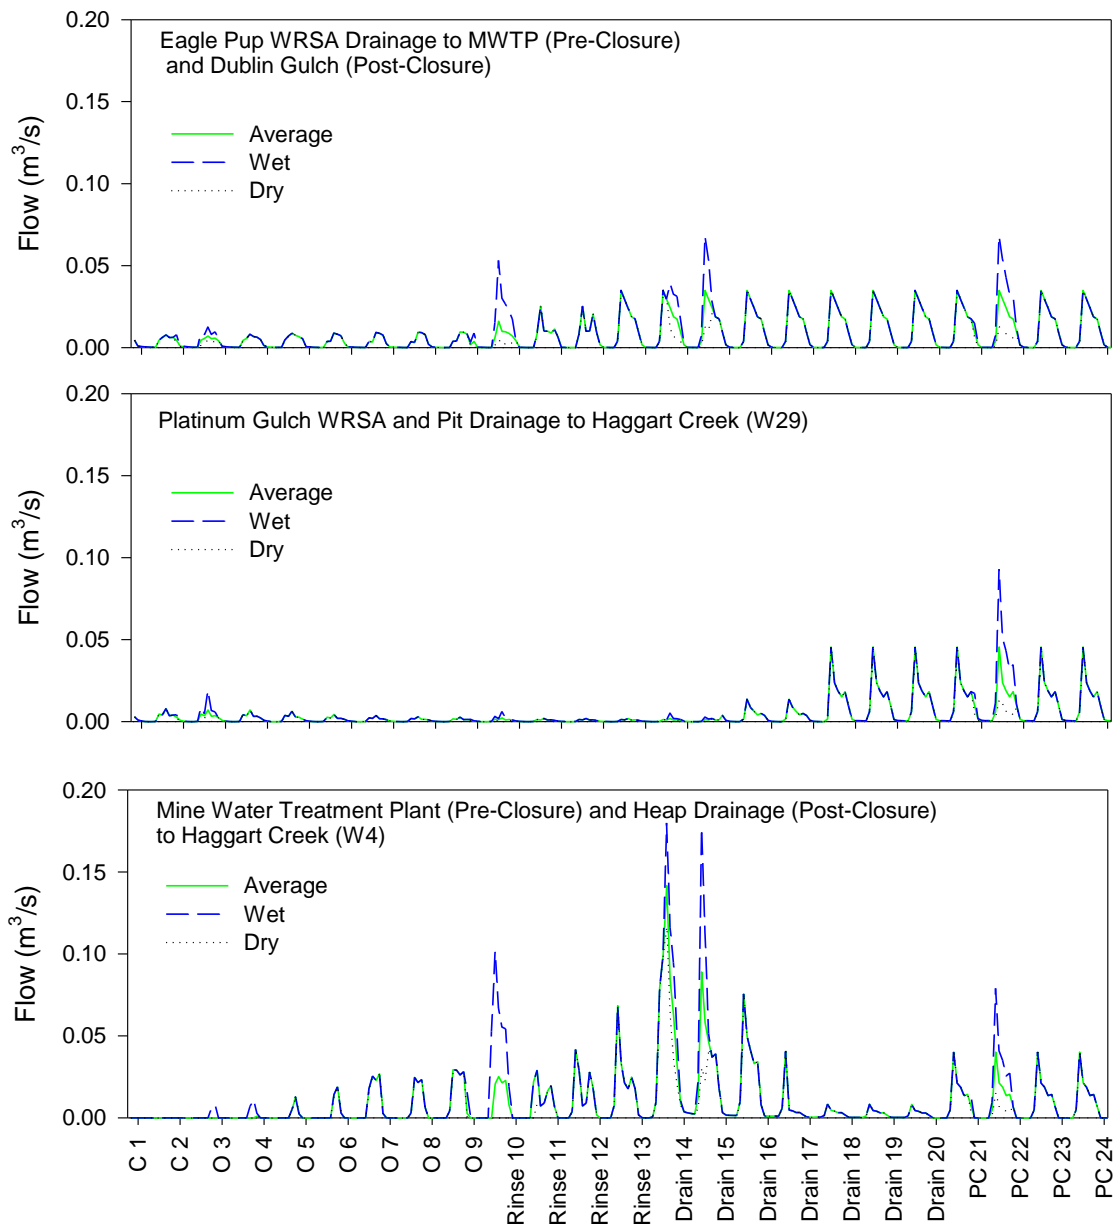 0.20
Eagle Pup WRSA Drainage to MWTP (Pre-Closure)
and Dublin Gulch (Post-Closure)
0.15
Average
Wet
Dry
0.10
0.05
0.00
Flow (m³/s)
0.20
Platinum Gulch WRSA and Pit Drainage to Haggart Creek (W29)
0.15
Average
Wet
Dry
0.10
0.05
0.00
Flow (m³/s)
0.20
Mine Water Treatment Plant (Pre-Closure) and Heap Drainage (Post-Closure)
to Haggart Creek (W4)
0.15
Average
Wet
Dry
0.10
0.05
0.00
Flow (m³/s)
C 1
C 2
O 3
O 4
O 5
O 6
O 7
O 8
O 9
Rinse 10
Rinse 11
Rinse 12
Rinse 13
Drain 14
Drain 15
Drain 16
Drain 17
Drain 18
Drain 19
Drain 20
PC 21
PC 22
PC 23
PC 24